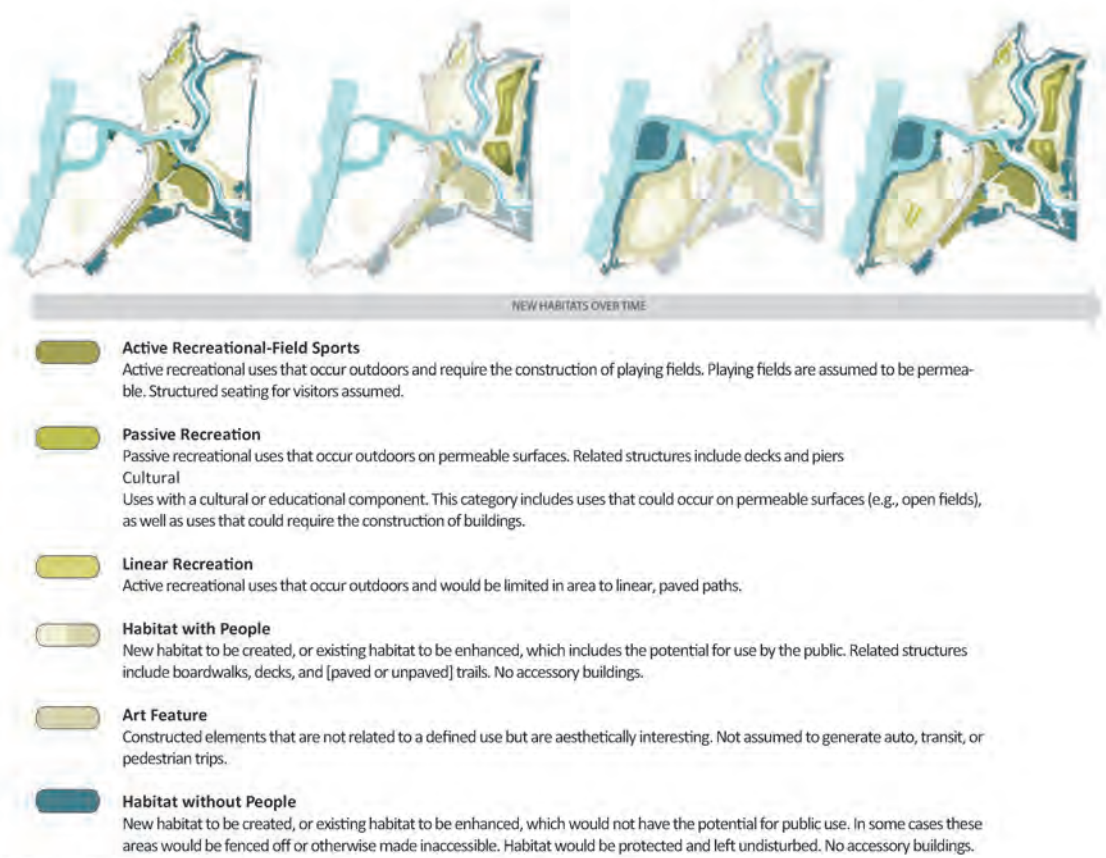 NEW HABITATS OVER TIME
Active Recreational-Field Sports
Active recreational uses that occur outdoors and require the construction of playing fields. Playing fields are assumed to be permea-
ble. Structured seating for visitors assumed.
Passive Recreation
Passive recreational uses that occur outdoors on permeable surfaces. Related structures include decks and piers
Cultural
Uses with a cultural or educational component. This category includes uses that could occur on permeable surfaces (e.g., open fields),
as well as uses that could require the construction of buildings.
Linear Recreation
Active recreational uses that occur outdoors and would be limited in area to linear, paved paths.
Habitat with People
New habitat to be created, or existing habitat to be enhanced, which includes the potential for use by the public. Related structures
include boardwalks, decks, and [paved or unpaved] trails. No accessory buildings.
Art Feature
Constructed elements that are not related to a defined use but are aesthetically interesting. Not assumed to generate auto, transit, or
pedestrian trips.
Habitat without People
New habitat to be created, or existing habitat to be enhanced, which would not have the potential for public use. In some cases these
areas would be fenced off or otherwise made inaccessible. Habitat would be protected and left undisturbed. No accessory buildings.